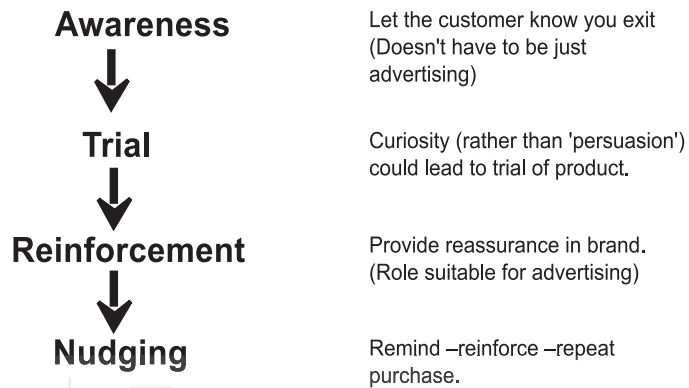 Awareness
Let the customer know you exit
(Doesn't have to be just
advertising)
Trial
Curiosity (rather than 'persuasion')
could lead to trial of product.
Reinforcement
Provide reassurance in brand.
(Role suitable for advertising)
Nudging
Remind –reinforce –repeat
purchase.